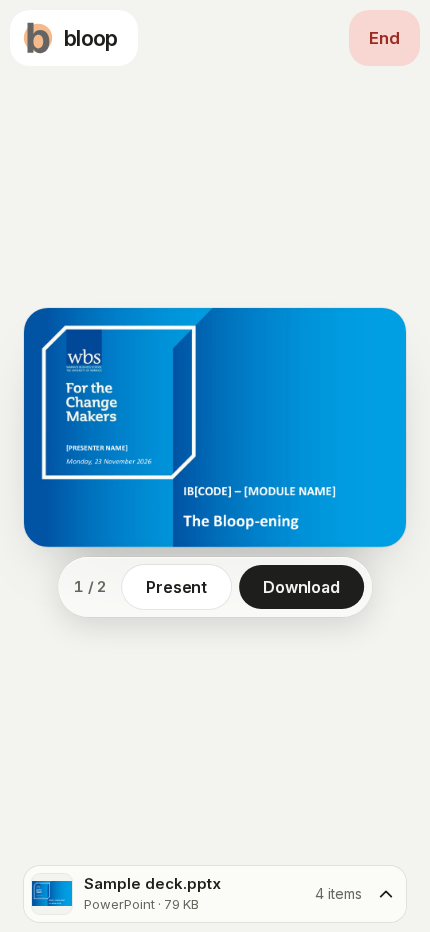 b bloop
End
wbs
For the
Change
Makers
[PRESENTER NAME]
Monday, 23 November 2026
IB[CODE] – [MODULE NAME]
The Bloop-ening
1 / 2
Present
Download
Sample deck.pptx
PowerPoint · 79 KB
4 items